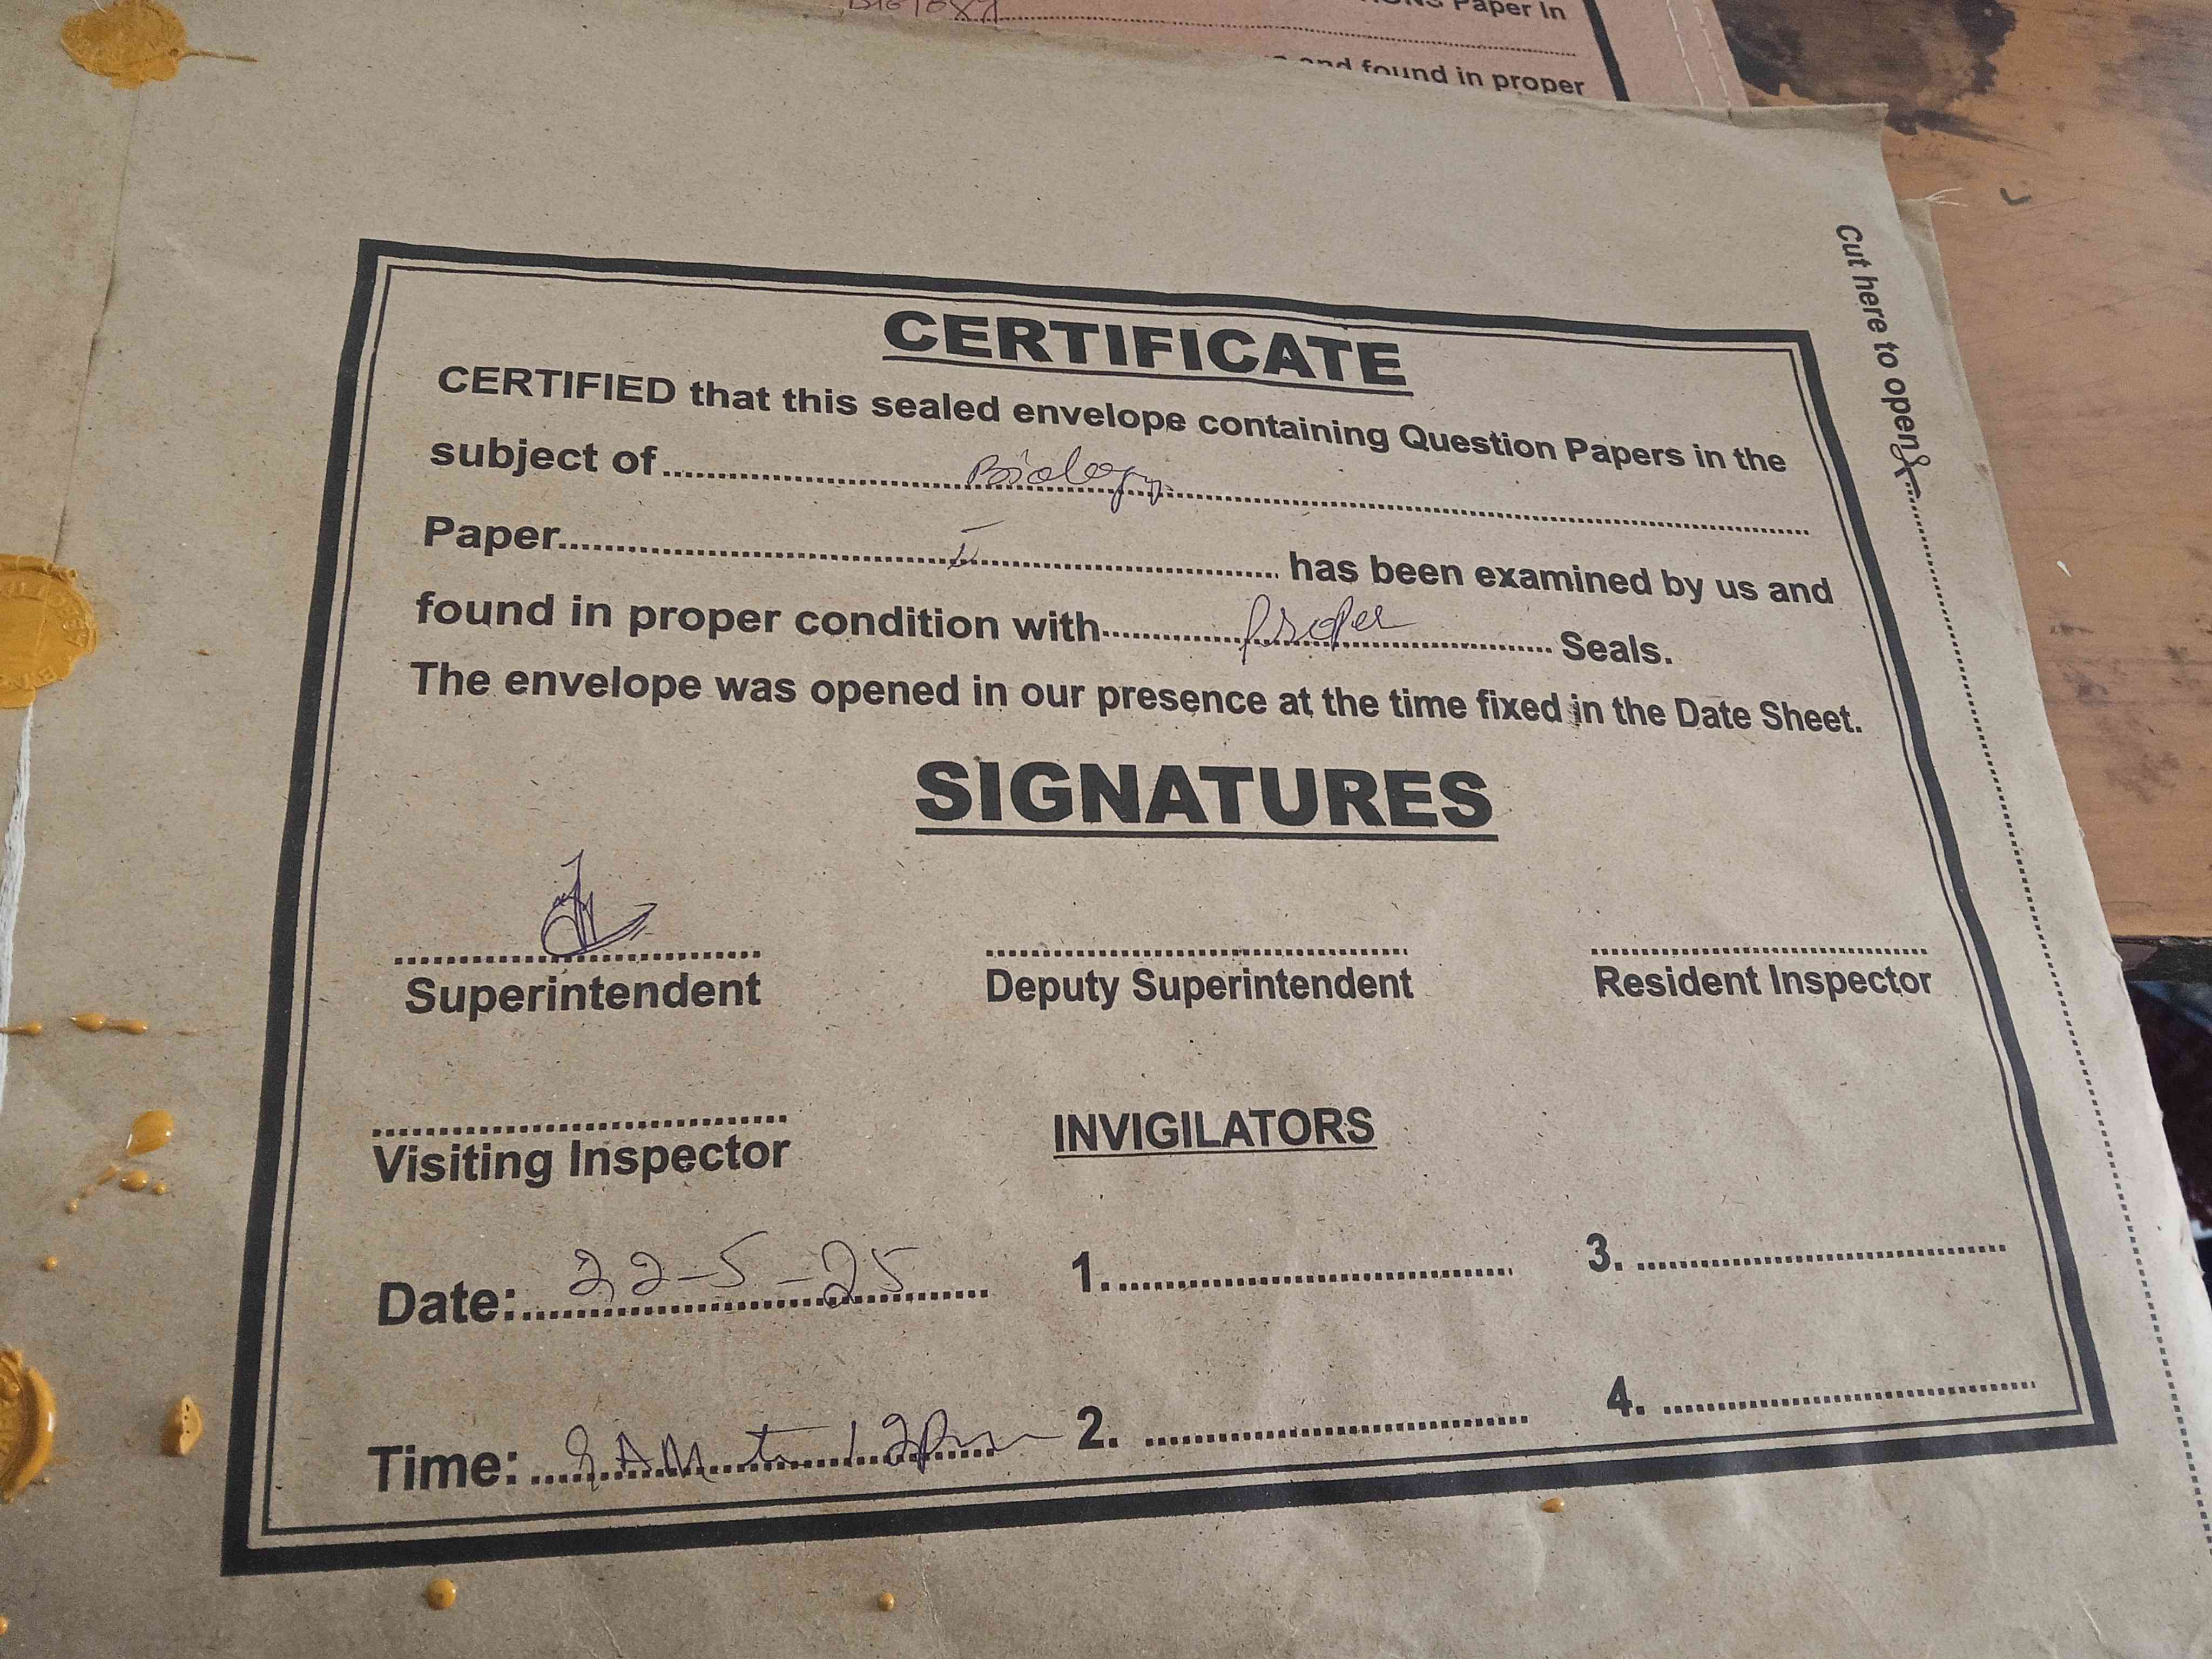 Paper In
and found in proper
Cut here to open
CERTIFICATE
CERTIFIED that this sealed envelope containing Question Papers in the
subject of Biology
Paper I has been examined by us and
found in proper condition with proper Seals.
The envelope was opened in our presence at the time fixed in the Date Sheet.
SIGNATURES
Superintendent
Deputy Superintendent
Resident Inspector
Visiting Inspector
INVIGILATORS
Date: 22-5-25
1.
3.
Time: 9 AM to 12pm
2.
4.